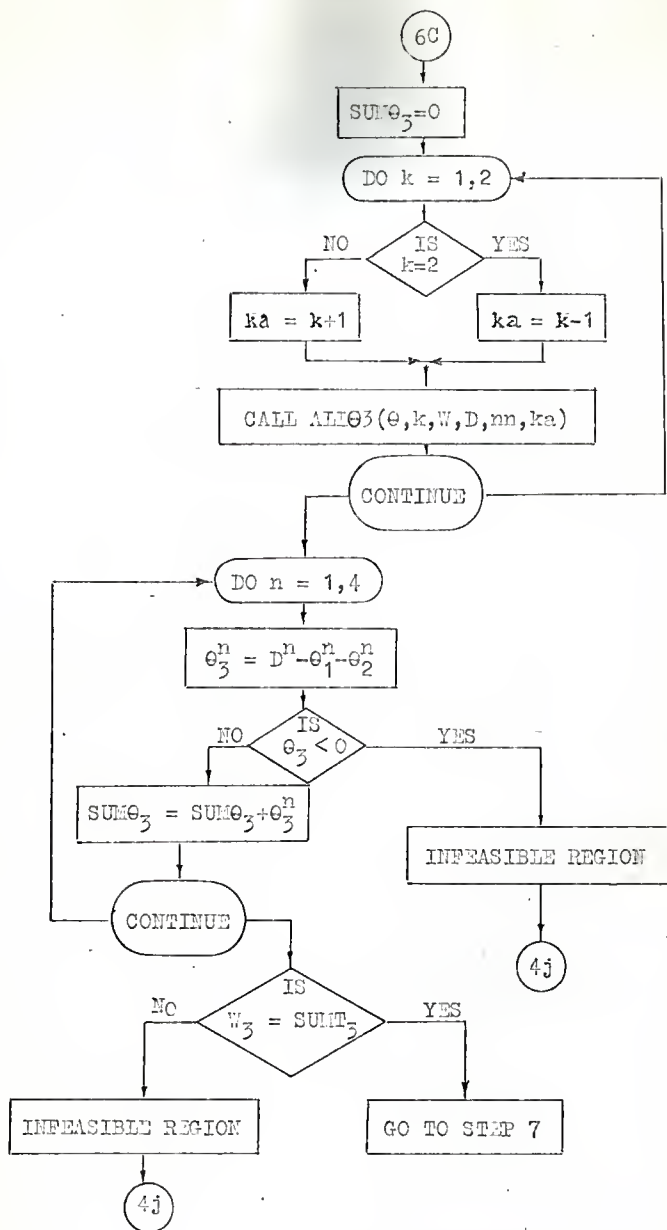 6C
SUMθ₃=0
DO k = 1,2
NO IS YES
k=2
ka = k+1 ka = k-1
CALL ALIθ3(θ,k,W,D,nn,ka)
CONTINUE
DO n = 1,4
θ₃ⁿ = Dⁿ-θ₁ⁿ-θ₂ⁿ
NO IS YES
θ₃ < 0
SUMθ₃ = SUMθ₃+θ₃ⁿ
INFEASIBLE REGION
CONTINUE
4j
IS
NO W₃ = SUMT₃ YES
INFEASIBLE REGION GO TO STEP 7
4j